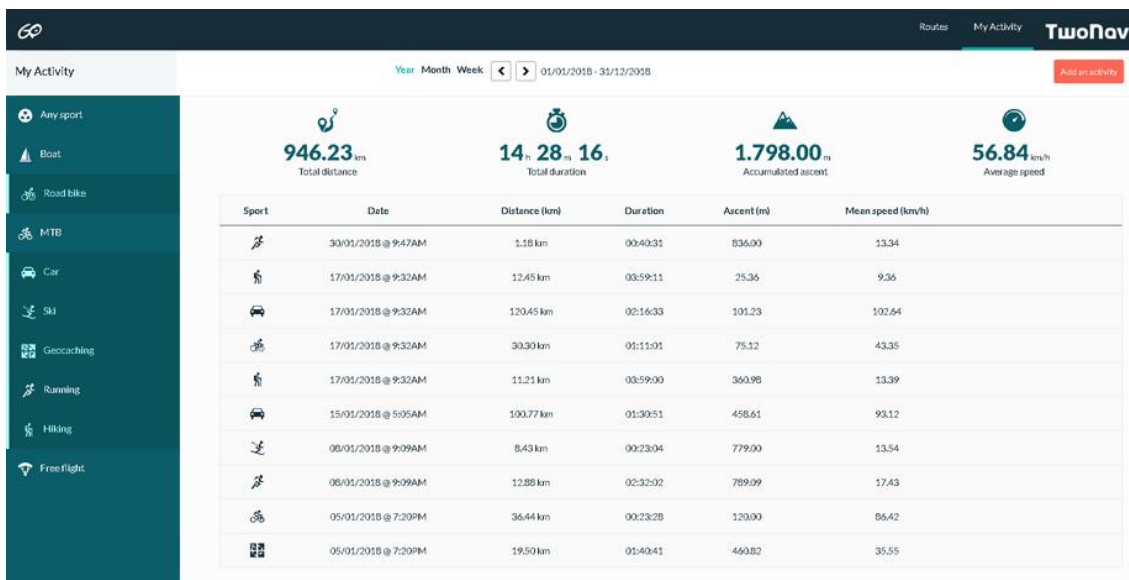 GO
Routes My Activity TwoNav
My Activity
Year Month Week 01/01/2018 - 31/12/2018
Add an activity
Any sport
Boat
Road bike
MTB
Car
Ski
Geocaching
Running
Hiking
Free flight
946.23 km 14 h 28 m 16 s 1.798.00 m 56.84 km/h
Total distance Total duration Accumulated ascent Average speed
Sport Date Distance (km) Duration Ascent (m) Mean speed (km/h)
30/01/2018 @ 9:47AM 1.18 km 00:40:31 836.00 13.34
17/01/2018 @ 9:32AM 12.45 km 03:59:11 25.36 9.36
17/01/2018 @ 9:32AM 120.45 km 02:16:33 101.23 102.64
17/01/2018 @ 9:32AM 30.30 km 01:11:01 75.12 43.35
17/01/2018 @ 9:32AM 11.21 km 03:59:00 360.98 13.39
15/01/2018 @ 5:05AM 100.77 km 01:30:51 458.61 93.12
08/01/2018 @ 9:09AM 8.43 km 00:23:04 779.00 13.54
08/01/2018 @ 9:09AM 12.88 km 02:32:02 789.09 17.43
05/01/2018 @ 7:20PM 36.44 km 00:23:28 120.00 86.42
05/01/2018 @ 7:20PM 19.50 km 01:40:41 460.82 35.55